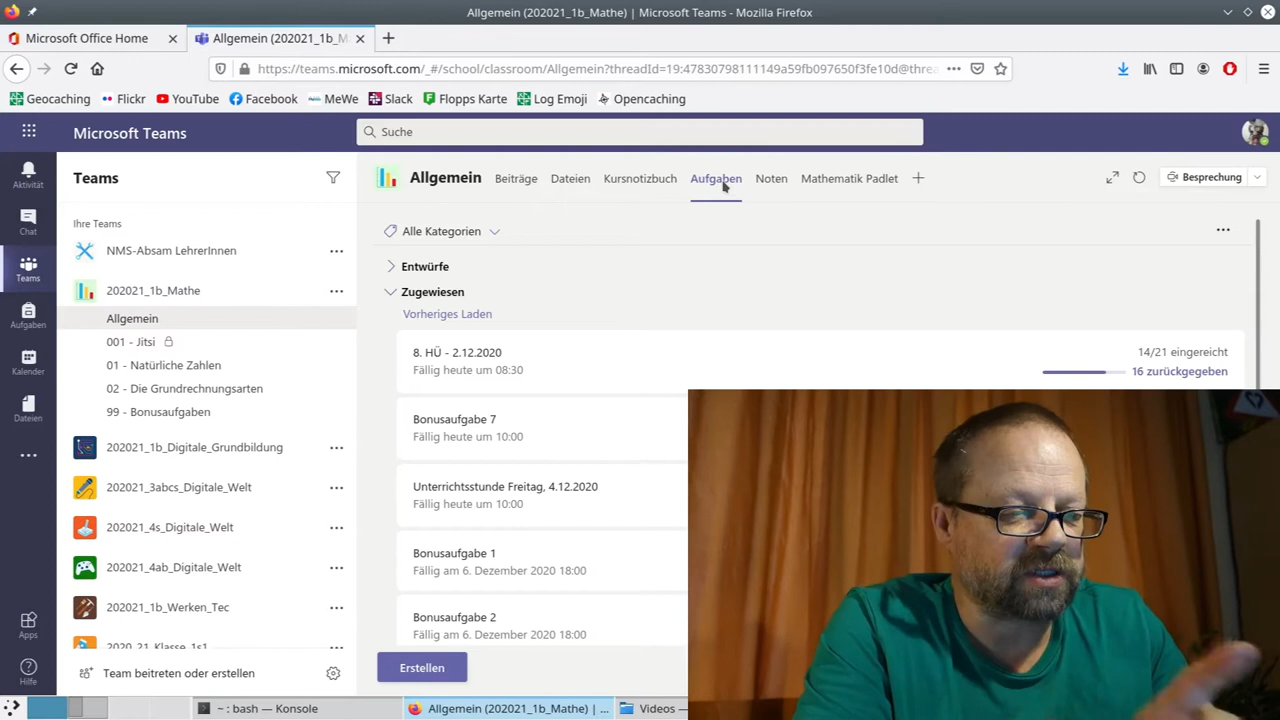 Allgemein (202021_1b_Mathe) | Microsoft Teams - Mozilla Firefox
Microsoft Office Home
Allgemein (202021_1b_M
https://teams.microsoft.com/_#/school/classroom/Allgemein?threadId=19:47830798111149a59fb097650f3fe10d@threa
Geocaching
Flickr
YouTube
Facebook
MeWe
Slack
Flopps Karte
Log Emoji
Opencaching
Microsoft Teams
Suche
Aktivität
Chat
Teams
Aufgaben
Kalender
Dateien
Apps
Hilfe
Teams
Ihre Teams
NMS-Absam LehrerInnen
202021_1b_Mathe
Allgemein
001 - Jitsi
01 - Natürliche Zahlen
02 - Die Grundrechnungsarten
99 - Bonusaufgaben
202021_1b_Digitale_Grundbildung
202021_3abcs_Digitale_Welt
202021_4s_Digitale_Welt
202021_4ab_Digitale_Welt
202021_1b_Werken_Tec
2020_21_Klasse_1s1
Team beitreten oder erstellen
Allgemein
Beiträge
Dateien
Kursnotizbuch
Aufgaben
Noten
Mathematik Padlet
Besprechung
Alle Kategorien
Entwürfe
Zugewiesen
Vorheriges Laden
8. HÜ - 2.12.2020
Fällig heute um 08:30
14/21 eingereicht
16 zurückgegeben
Bonusaufgabe 7
Fällig heute um 10:00
Unterrichtsstunde Freitag, 4.12.2020
Fällig heute um 10:00
Bonusaufgabe 1
Fällig am 6. Dezember 2020 18:00
Bonusaufgabe 2
Fällig am 6. Dezember 2020 18:00
Erstellen
~ : bash — Konsole
Allgemein (202021_1b_Mathe) | ...
Videos —